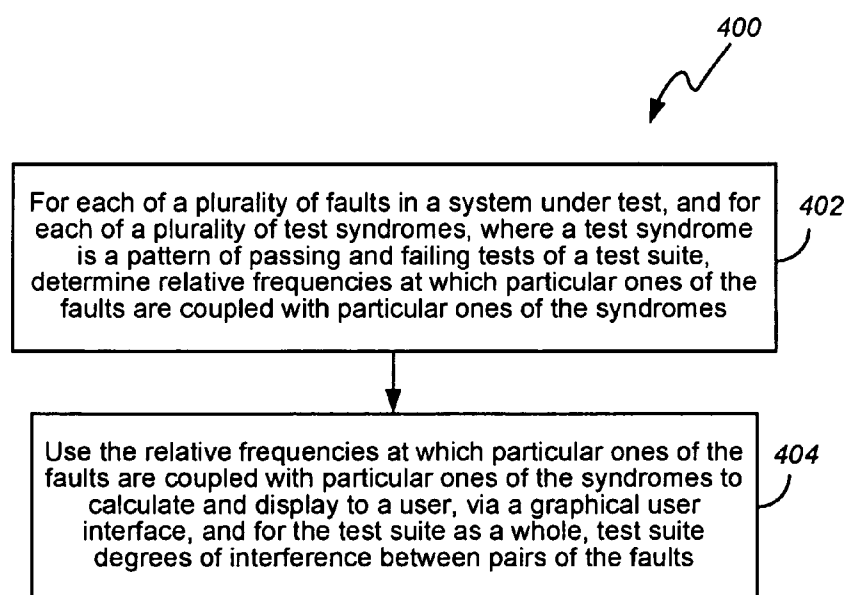 400
For each of a plurality of faults in a system under test, and for
each of a plurality of test syndromes, where a test syndrome
is a pattern of passing and failing tests of a test suite,
determine relative frequencies at which particular ones of the
faults are coupled with particular ones of the syndromes
402
Use the relative frequencies at which particular ones of the
faults are coupled with particular ones of the syndromes to
calculate and display to a user, via a graphical user
interface, and for the test suite as a whole, test suite
degrees of interference between pairs of the faults
404